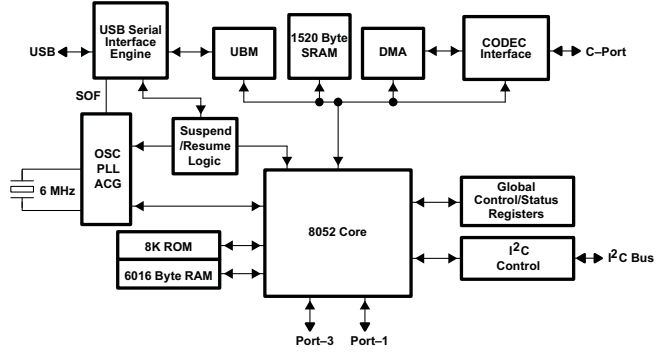 USB
USB Serial
Interface
Engine
UBM
1520 Byte
SRAM
DMA
CODEC
Interface
C–Port
SOF
OSC
PLL
ACG
Suspend
/Resume
Logic
6 MHz
8052 Core
Global
Control/Status
Registers
8K ROM
6016 Byte RAM
I²C
Control
I²C Bus
Port–3
Port–1